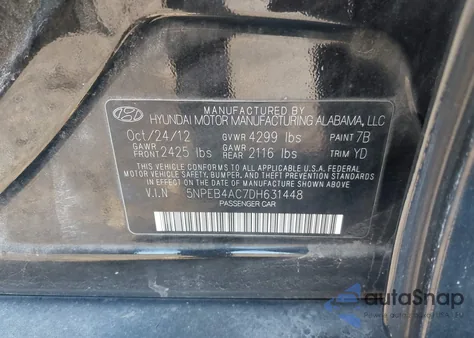 MANUFACTURED BY
HYUNDAI MOTOR MANUFACTURING ALABAMA, LLC
Oct/24/12 GVWR 4299 lbs PAINT 7B
GAWR FRONT 2425 lbs GAWR REAR 2116 lbs TRIM YD
THIS VEHICLE CONFORMS TO ALL APPLICABLE U.S.A. FEDERAL
MOTOR VEHICLE SAFETY, BUMPER, AND THEFT PREVENTION STANDARDS
IN EFFECT ON THE DATE OF MANUFACTURE SHOWN ABOVE.
V.I.N 5NPEB4AC7DH631448
PASSENGER CAR
autoSnap